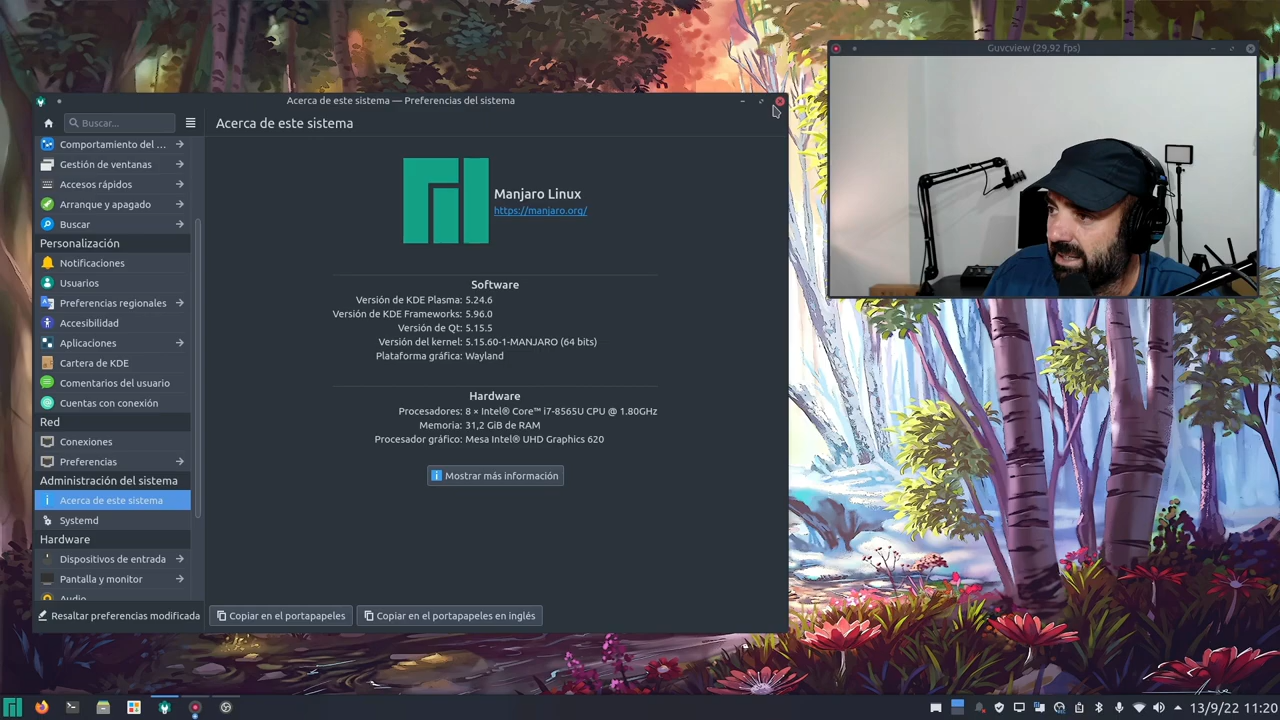 Guvcview (29,92 fps)
Acerca de este sistema — Preferencias del sistema
Buscar...
Acerca de este sistema
Comportamiento del ...
Gestión de ventanas
Accesos rápidos
Arranque y apagado
Buscar
Personalización
Notificaciones
Usuarios
Preferencias regionales
Accesibilidad
Aplicaciones
Cartera de KDE
Comentarios del usuario
Cuentas con conexión
Red
Conexiones
Preferencias
Administración del sistema
Acerca de este sistema
Systemd
Hardware
Dispositivos de entrada
Pantalla y monitor
Audio
Resaltar preferencias modificada
Manjaro Linux
https://manjaro.org/
Software
Versión de KDE Plasma: 5.24.6
Versión de KDE Frameworks: 5.96.0
Versión de Qt: 5.15.5
Versión del kernel: 5.15.60-1-MANJARO (64 bits)
Plataforma gráfica: Wayland
Hardware
Procesadores: 8 × Intel® Core™ i7-8565U CPU @ 1.80GHz
Memoria: 31,2 GiB de RAM
Procesador gráfico: Mesa Intel® UHD Graphics 620
Mostrar más información
Copiar en el portapapeles
Copiar en el portapapeles en inglés
13/9/22 11:20